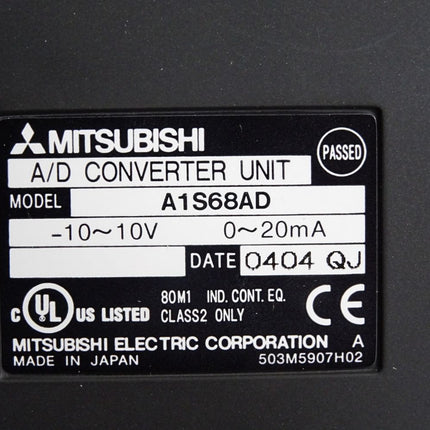 MITSUBISHI
PASSED
A/D CONVERTER UNIT
MODEL A1S68AD
-10~10V 0~20mA
DATE 0404 QJ
C UL US LISTED 80M1 IND. CONT. EQ. CLASS2 ONLY CE
MITSUBISHI ELECTRIC CORPORATION A
MADE IN JAPAN 503M5907H02